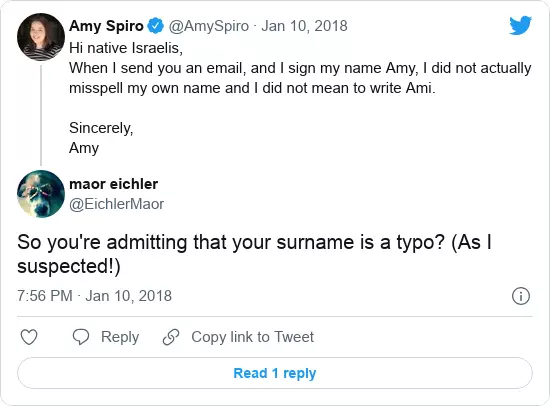 Amy Spiro @AmySpiro · Jan 10, 2018
Hi native Israelis,
When I send you an email, and I sign my name Amy, I did not actually
misspell my own name and I did not mean to write Ami.
Sincerely,
Amy
maor eichler
@EichlerMaor
So you're admitting that your surname is a typo? (As I
suspected!)
7:56 PM · Jan 10, 2018
Reply Copy link to Tweet
Read 1 reply